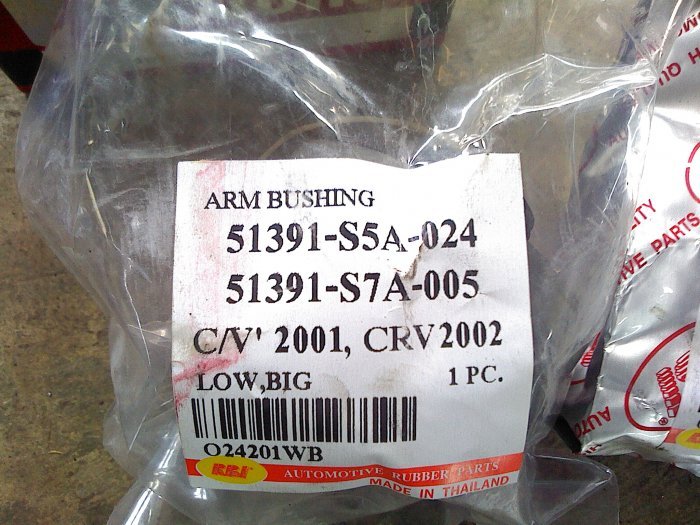 ARM BUSHING
51391-S5A-024
51391-S7A-005
C/V' 2001, CRV2002
LOW,BIG 1 PC.
O24201WB
RBI AUTOMOTIVE RUBBER PARTS
MADE IN THAILAND
PARTS